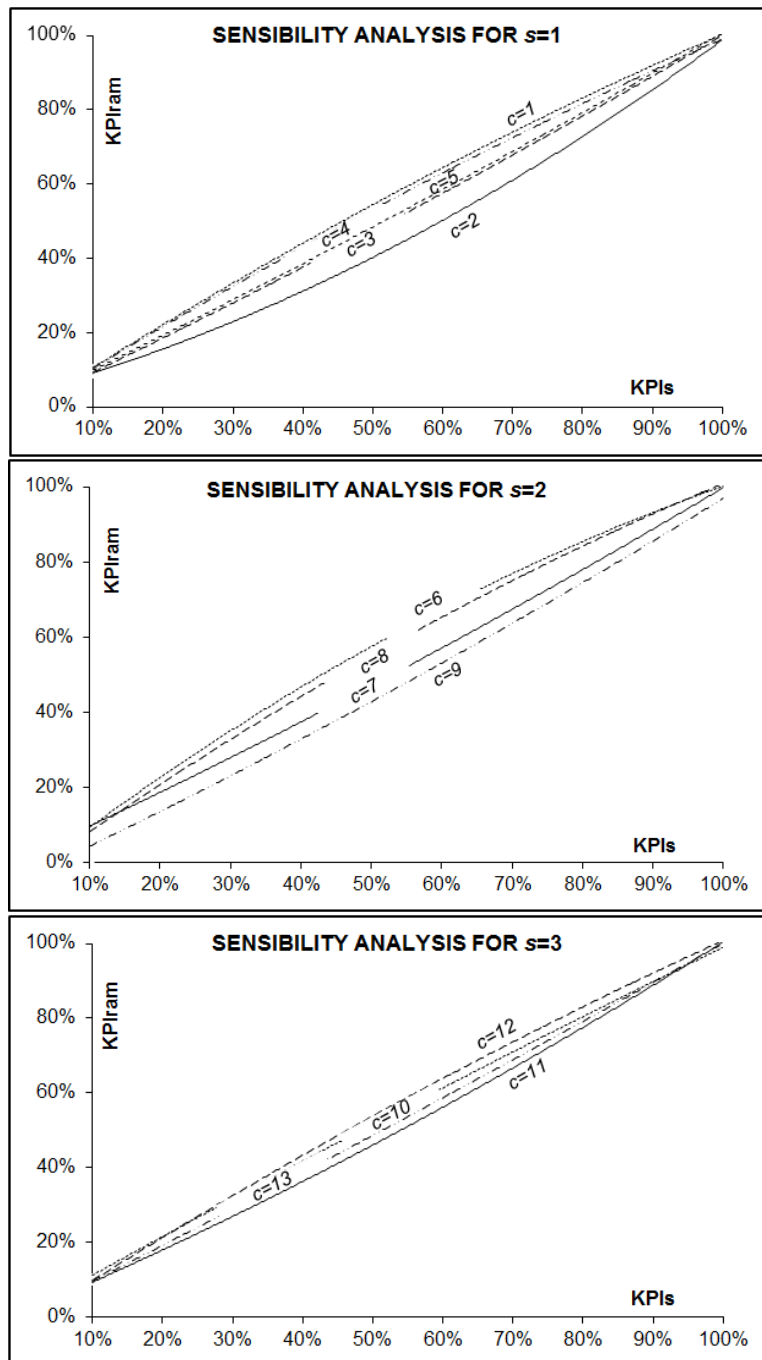 SENSIBILITY ANALYSIS FOR s=1
100%
KPIram
c=1
80%
60%
c=5
c=4
c=3
c=2
40%
20%
KPIs
0%
10% 20% 30% 40% 50% 60% 70% 80% 90% 100%
SENSIBILITY ANALYSIS FOR s=2
100%
KPIram
80%
c=6
60%
c=8
c=7
c=9
40%
20%
KPIs
0%
10% 20% 30% 40% 50% 60% 70% 80% 90% 100%
SENSIBILITY ANALYSIS FOR s=3
100%
KPIram
80%
c=12
60%
c=11
c=10
40%
c=13
20%
KPIs
0%
10% 20% 30% 40% 50% 60% 70% 80% 90% 100%